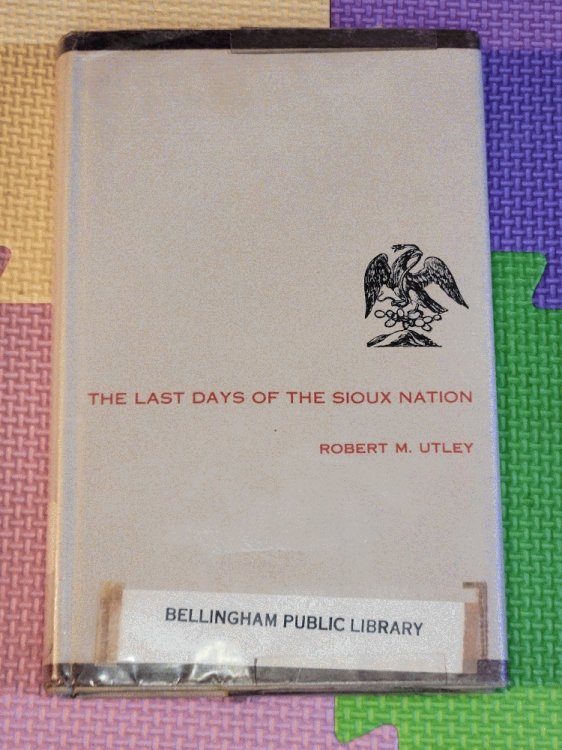 THE LAST DAYS OF THE SIOUX NATION
ROBERT M. UTLEY
BELLINGHAM PUBLIC LIBRARY